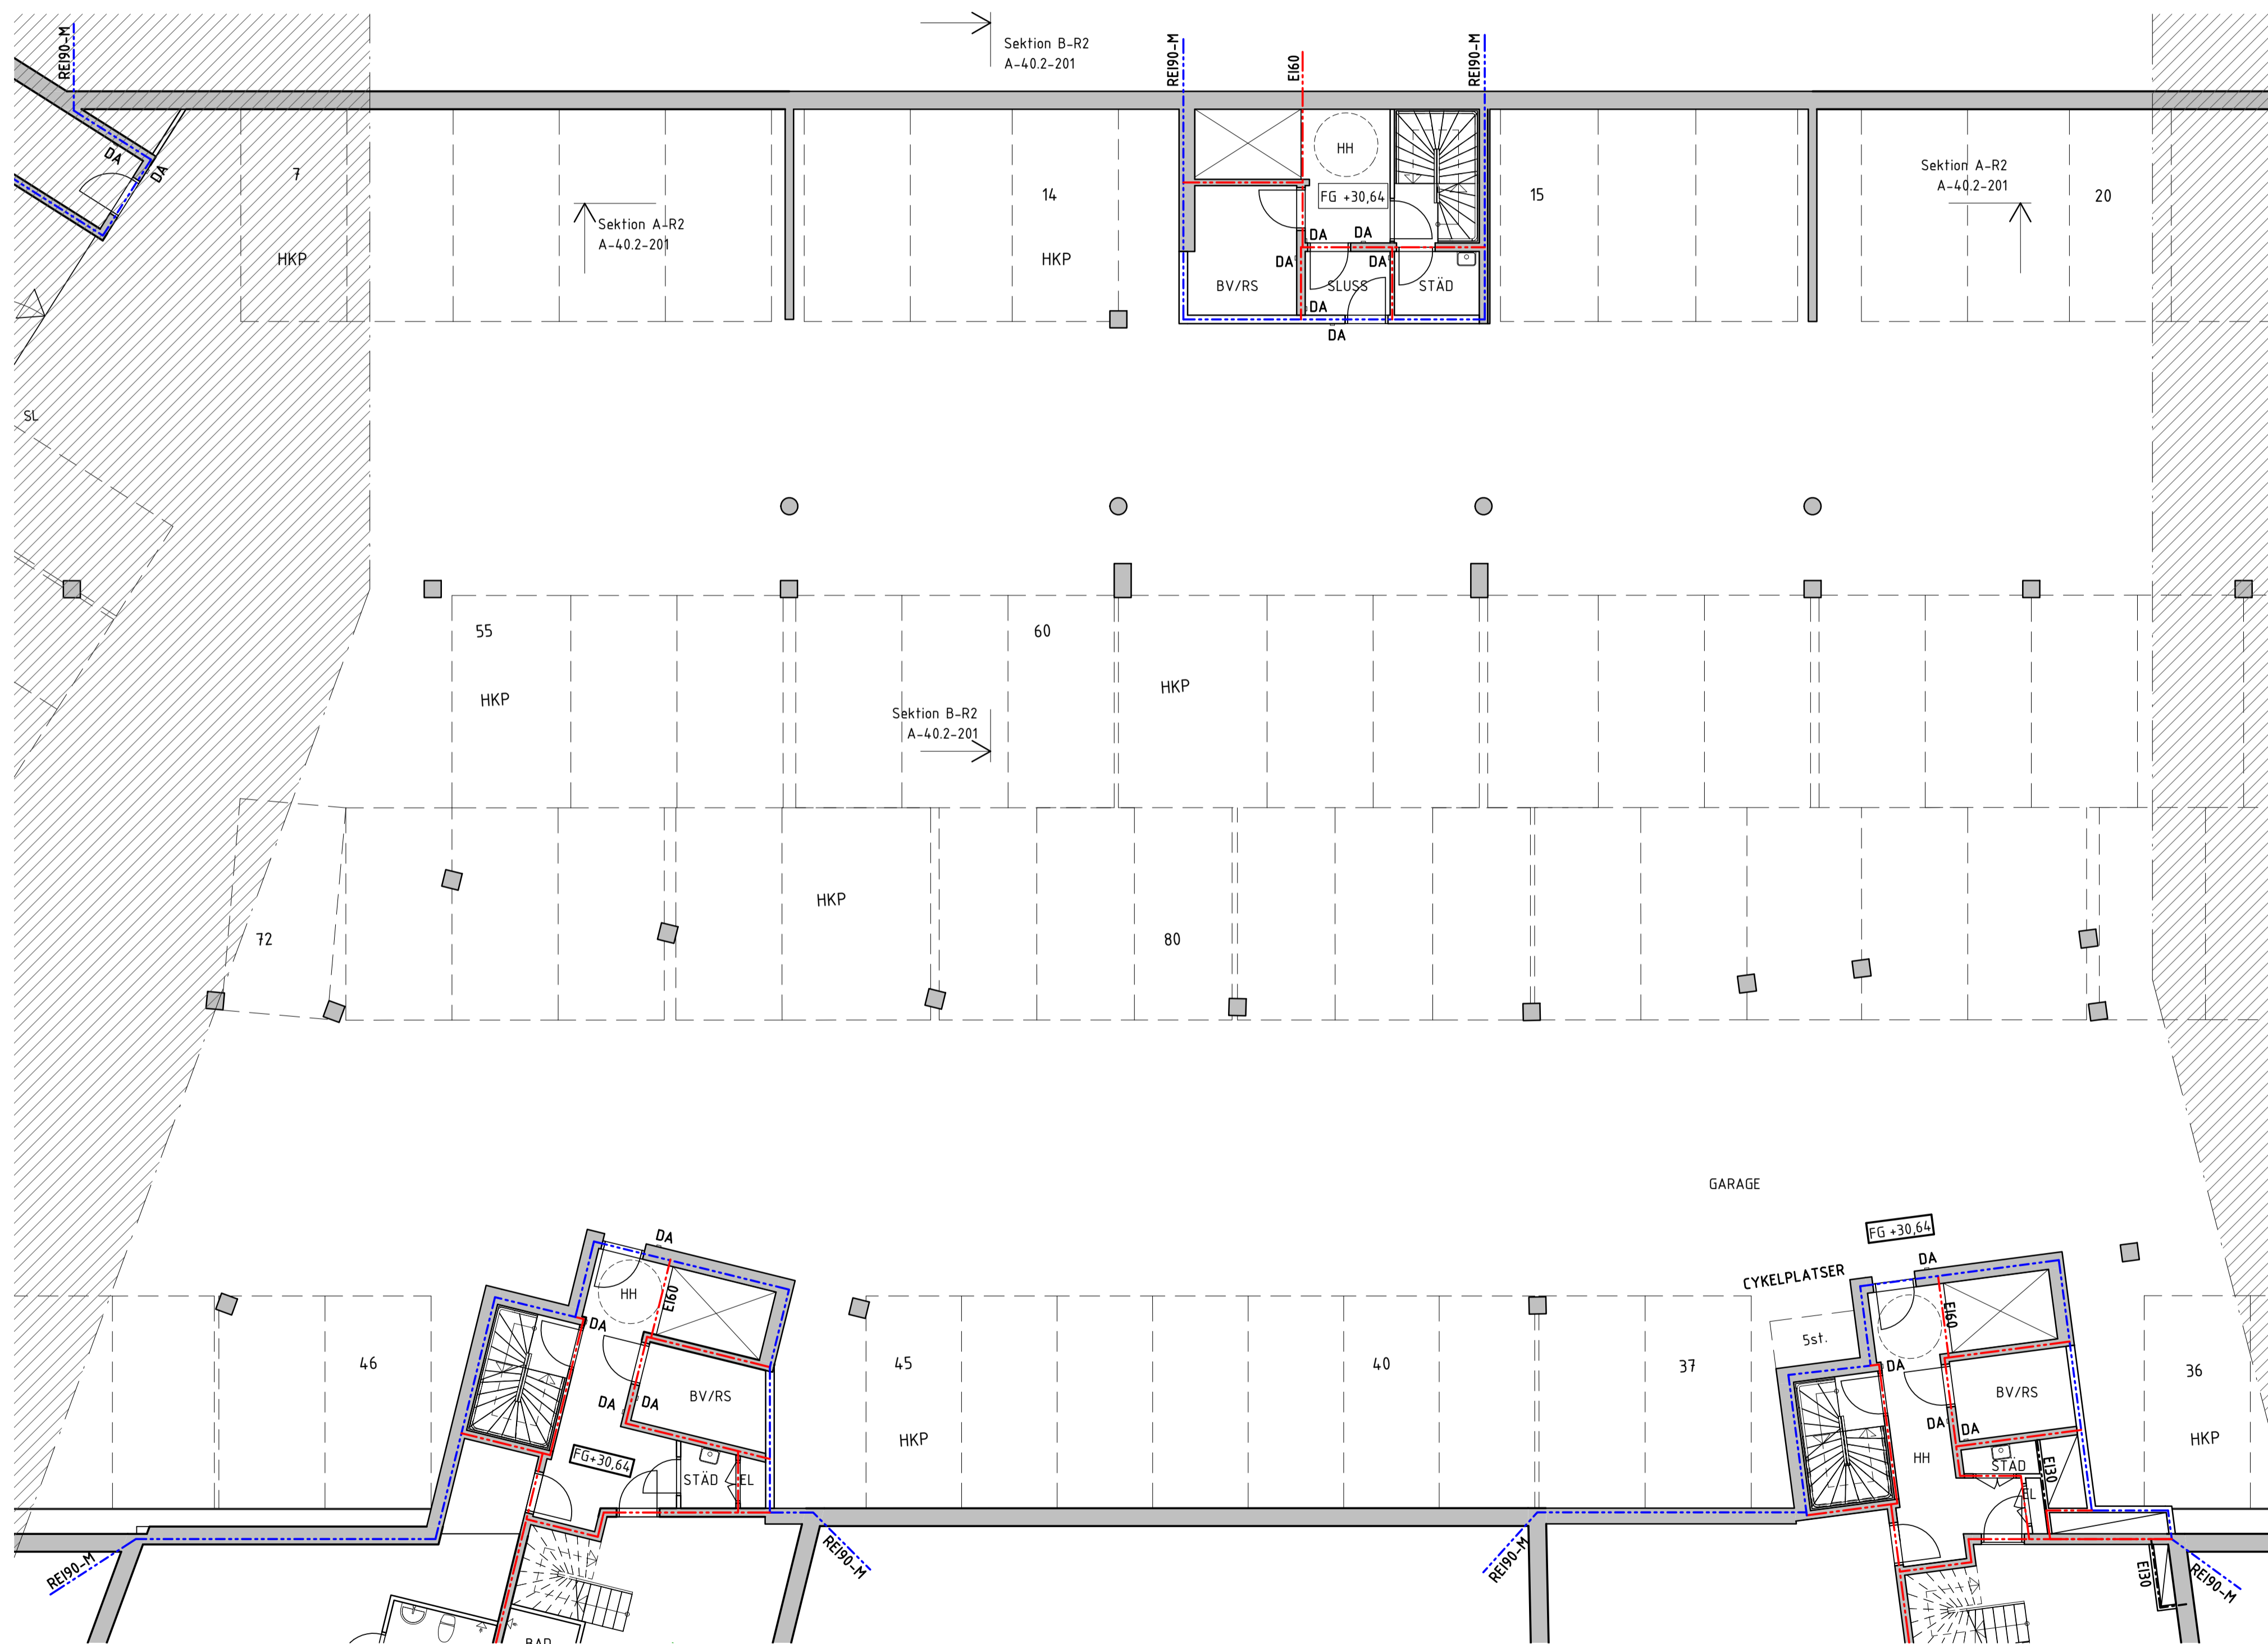 REI90-M
Sektion B-R2
A-40.2-201
REI90-M
EI60
REI90-M
DA
DA
7
HKP
Sektion A-R2
A-40.2-201
14
HKP
HH
FG +30,64
DA
DA
DA
DA
BV/RS
SLUSS
STÄD
DA
DA
15
Sektion A-R2
A-40.2-201
20
SL
55
HKP
60
HKP
Sektion B-R2
A-40.2-201
72
HKP
80
GARAGE
FG +30,64
CYKELPLATSER
5st.
DA
HH
EI60
DA
46
DA
DA
BV/RS
FG+30,64
STÄD
EL
45
HKP
40
37
DA
EI60
DA
BV/RS
DA
DA
HH
STÄD
EI30
EL
36
HKP
REI90-M
REI90-M
REI90-M
EI30
REI90-M
BAD